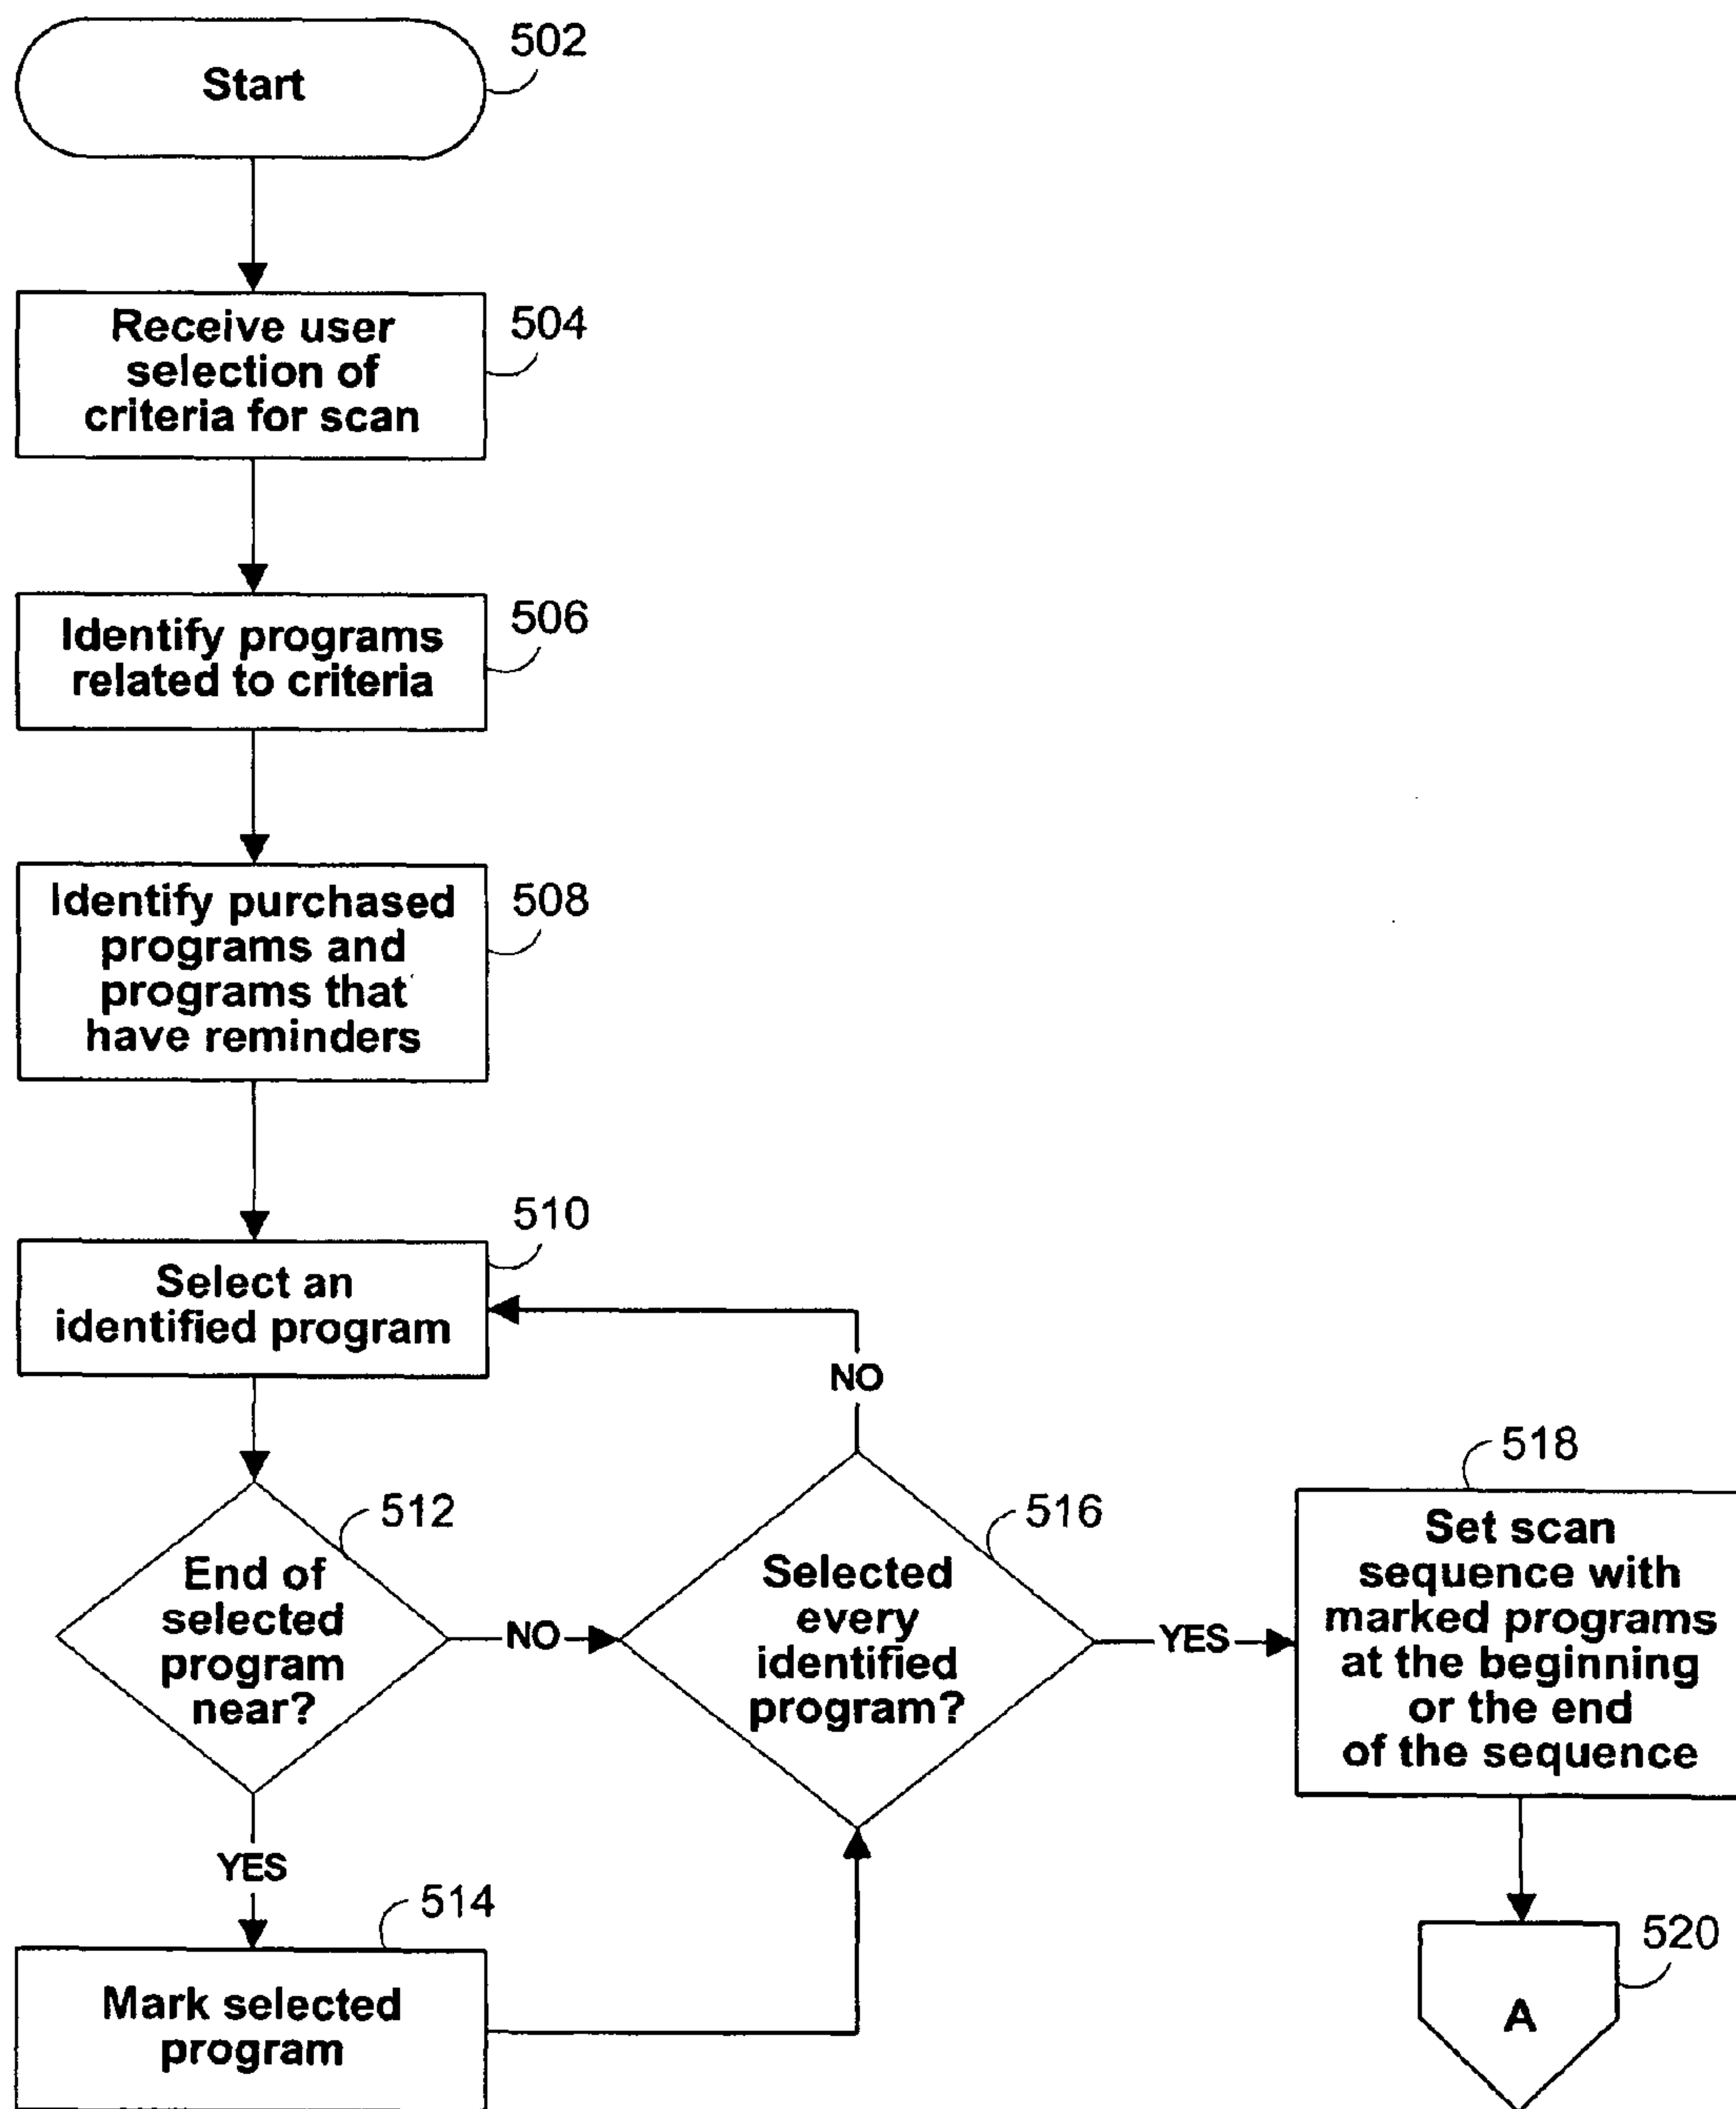 Start
502
Receive user
selection of
criteria for scan
504
Identify programs
related to criteria
506
Identify purchased
programs and
programs that
have reminders
508
Select an
identified program
510
NO
End of
selected
program
near?
512
NO
YES
Mark selected
program
514
Selected
every
identified
program?
516
YES
518
Set scan
sequence with
marked programs
at the beginning
or the end
of the sequence
520
A